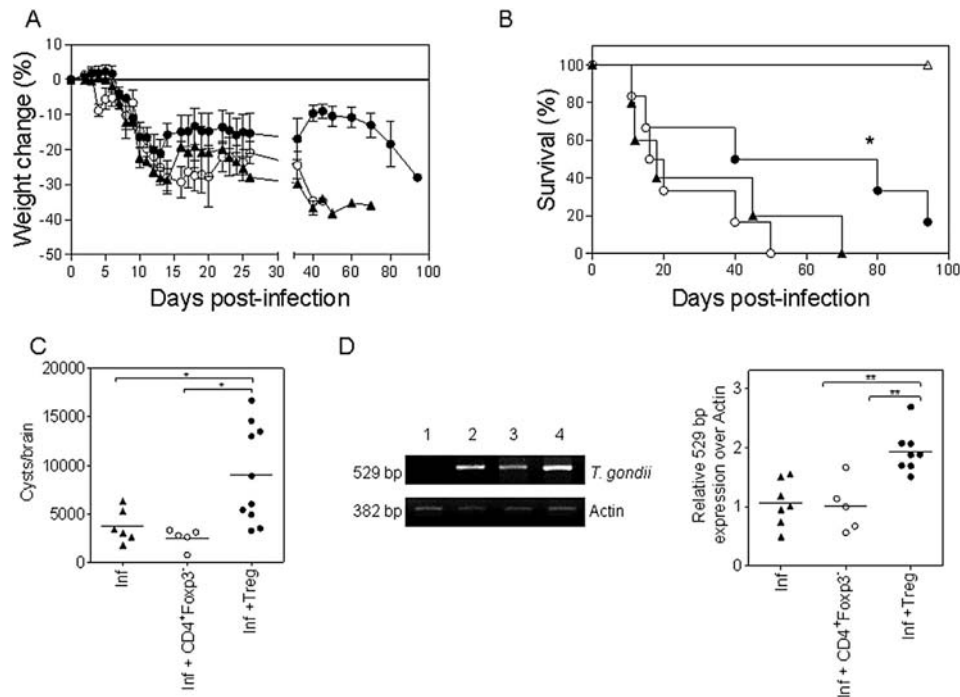 A
Weight change (%)
10
0
-10
-20
-30
-40
-50
0 5 10 15 20 25 30 40 60 80 100
Days post-infection
B
Survival (%)
100
80
60
40
20
0
0 20 40 60 80 100
*
Days post-infection
C
Cysts/brain
20000
15000
10000
5000
0
*
*
Inf
Inf + CD4+Foxp3-
Inf +Treg
D
1 2 3 4
529 bp T. gondii
382 bp Actin
Relative 529 bp
expression over Actin
3
2
1
0
**
**
Inf
Inf + CD4+Foxp3-
Inf +Treg